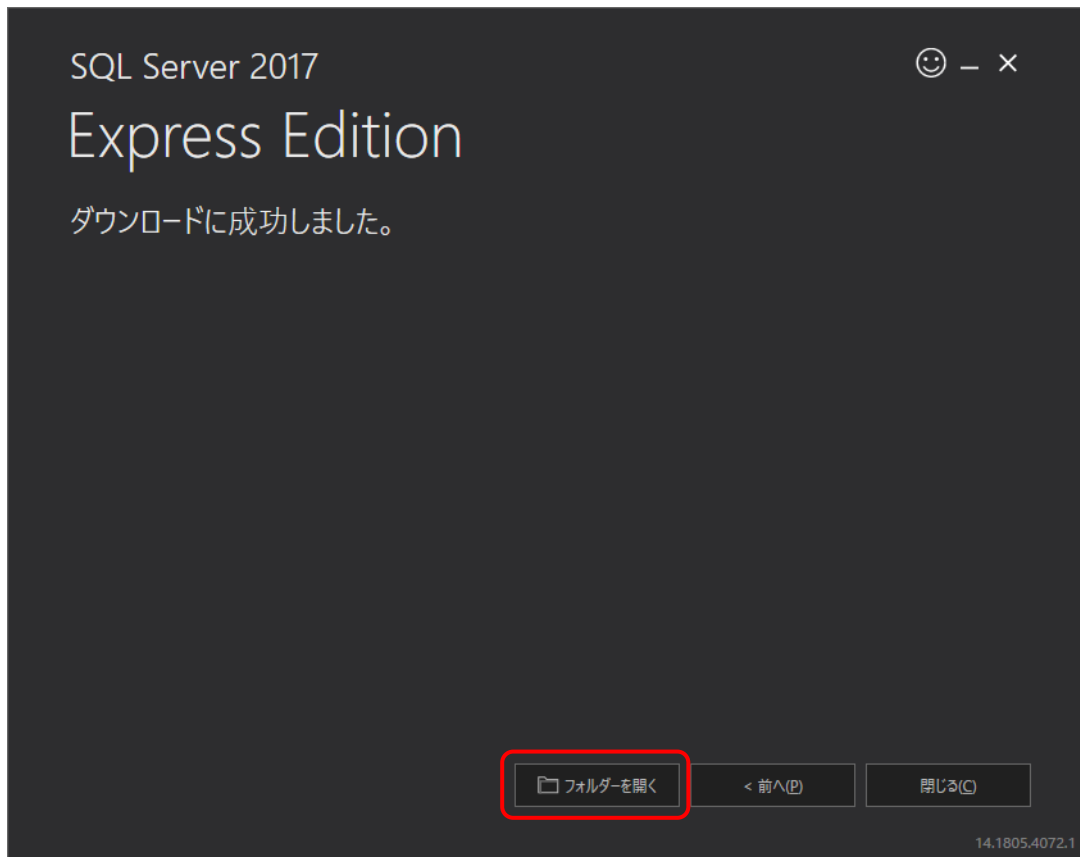 SQL Server 2017
Express Edition
ダウンロードに成功しました。
フォルダーを開く
< 前へ(P)
閉じる(C)
14.1805.4072.1